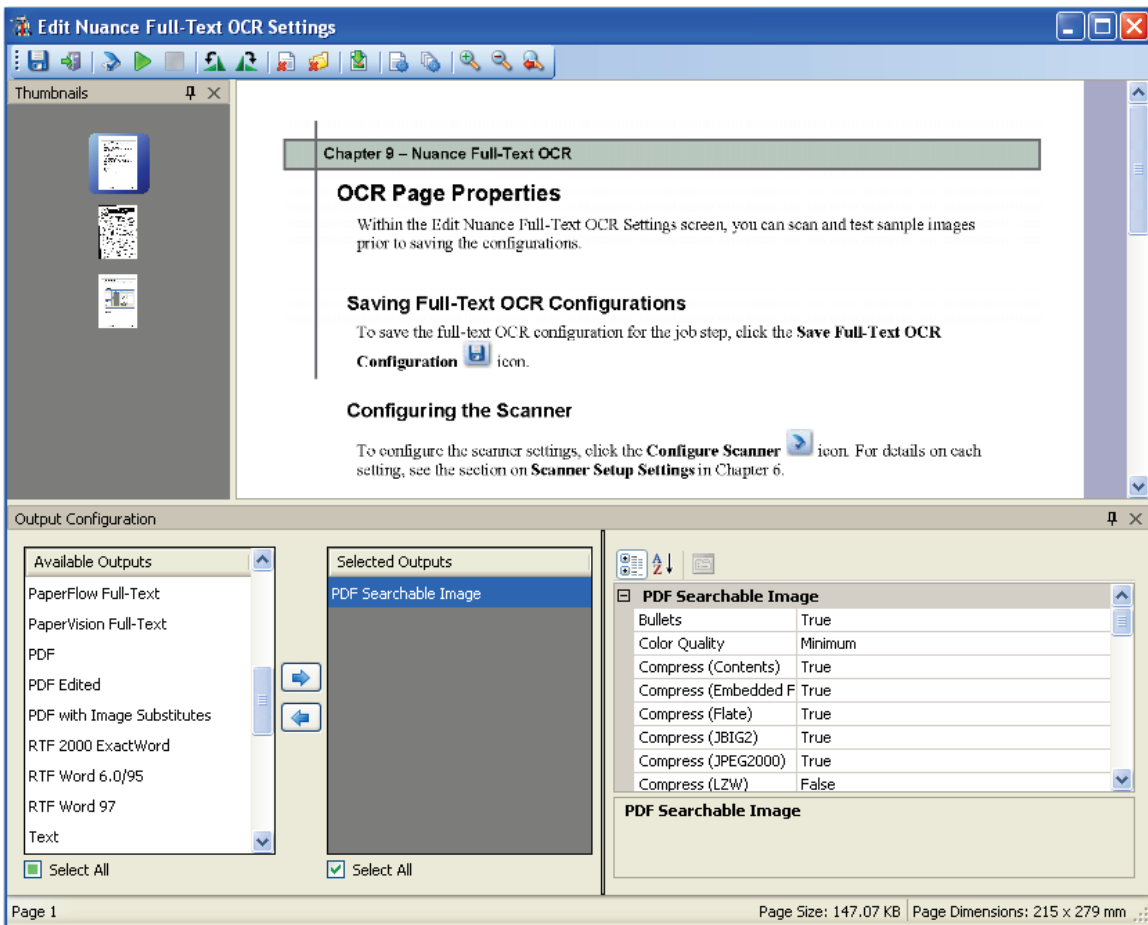 Edit Nuance Full-Text OCR Settings
Thumbnails
Chapter 9 – Nuance Full-Text OCR
OCR Page Properties
Within the Edit Nuance Full-Text OCR Settings screen, you can scan and test sample images
prior to saving the configurations.
Saving Full-Text OCR Configurations
To save the full-text OCR configuration for the job step, click the Save Full-Text OCR
Configuration icon.
Configuring the Scanner
To configure the scanner settings, click the Configure Scanner icon. For details on each
setting, see the section on Scanner Setup Settings in Chapter 6.
Output Configuration
Available Outputs
PaperFlow Full-Text
PaperVision Full-Text
PDF
PDF Edited
PDF with Image Substitutes
RTF 2000 ExactWord
RTF Word 6.0/95
RTF Word 97
Text
Select All
Selected Outputs
PDF Searchable Image
Select All
PDF Searchable Image
Bullets True
Color Quality Minimum
Compress (Contents) True
Compress (Embedded F True
Compress (Flate) True
Compress (JBIG2) True
Compress (JPEG2000) True
Compress (LZW) False
PDF Searchable Image
Page 1
Page Size: 147.07 KB Page Dimensions: 215 x 279 mm